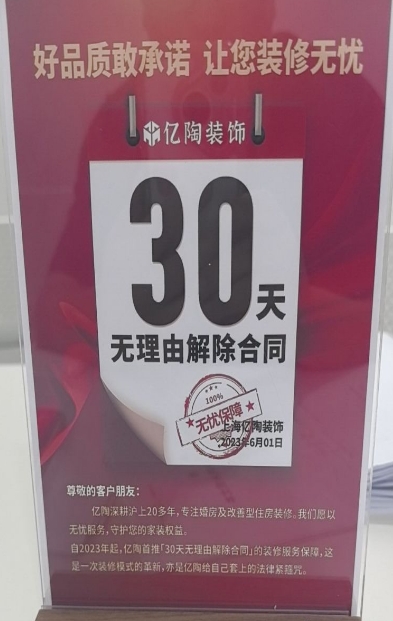 好品质敢承诺 让您装修无忧
亿陶装饰
30天
无理由解除合同
100%
无忧保障
上海亿陶装饰
2023年6月01日
尊敬的客户朋友：
亿陶深耕沪上20多年，专注婚房及改善型住房装修。我们愿以
无忧服务，守护您的家装权益。
自2023年起，亿陶首推「30天无理由解除合同」的装修服务保障，这
是一次装修模式的革新，亦是亿陶给自己套上的法律紧箍咒。